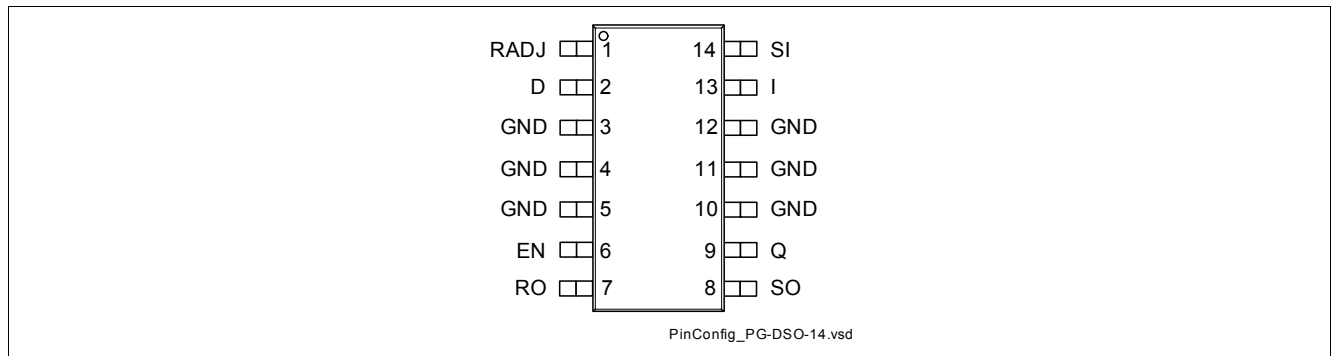 RADJ 1 14 SI
D 2 13 I
GND 3 12 GND
GND 4 11 GND
GND 5 10 GND
EN 6 9 Q
RO 7 8 SO
PinConfig_PG-DSO-14.vsd